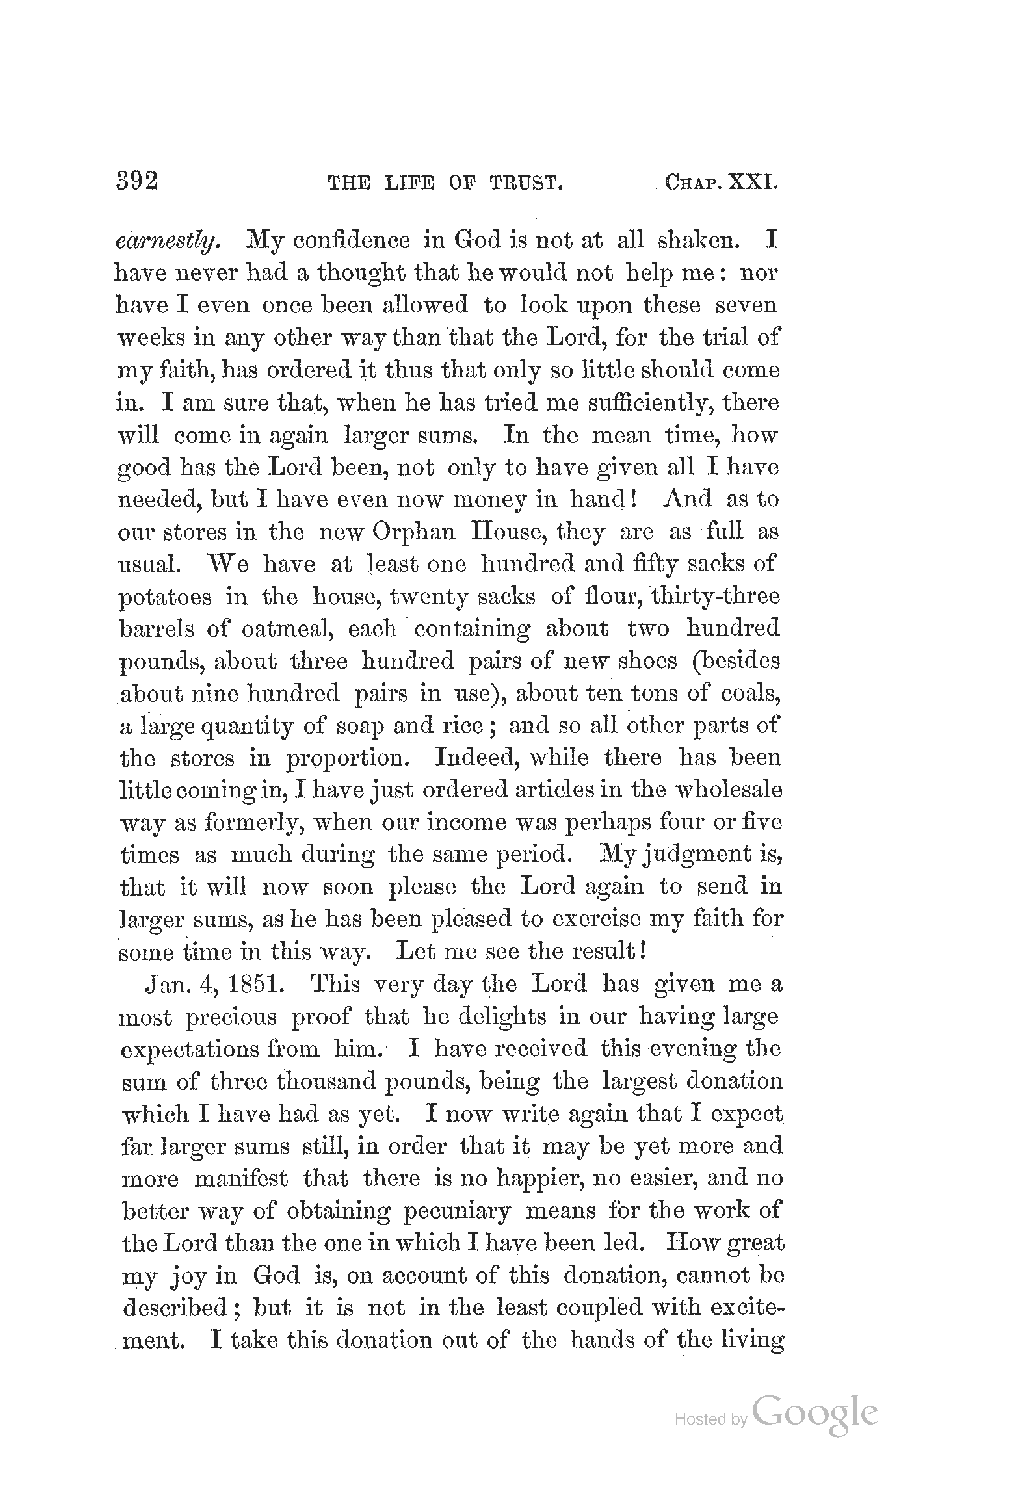 392 THE LIFE OF TRUST. CHAP. XXI.
earnestly. My confidence in God is not at all shaken. I
have never had a thought that he would not help me: nor
have I even once been allowed to look upon these seven
weeks in any other way than that the Lord, for the trial of
my faith, has ordered it thus that only so little should come
in. I am sure that, when he has tried me sufficiently, there
will come in again larger sums. In the mean time, how
good has the Lord been, not only to have given all I have
needed, but I have even now money in hand! And as to
our stores in the new Orphan House, they are as full as
usual. We have at least one hundred and fifty sacks of
potatoes in the house, twenty sacks of flour, thirty-three
barrels of oatmeal, each containing about two hundred
pounds, about three hundred pairs of new shoes (besides
about nine hundred pairs in use), about ten tons of coals,
a large quantity of soap and rice; and so all other parts of
the stores in proportion. Indeed, while there has been
little coming in, I have just ordered articles in the wholesale
way as formerly, when our income was perhaps four or five
times as much during the same period. My judgment is,
that it will now soon please the Lord again to send in
larger sums, as he has been pleased to exercise my faith for
some time in this way. Let me see the result!
Jan. 4, 1851. This very day the Lord has given me a
most precious proof that he delights in our having large
expectations from him. I have received this evening the
sum of three thousand pounds, being the largest donation
which I have had as yet. I now write again that I expect
far larger sums still, in order that it may be yet more and
more manifest that there is no happier, no easier, and no
better way of obtaining pecuniary means for the work of
the Lord than the one in which I have been led. How great
my joy in God is, on account of this donation, cannot be
described; but it is not in the least coupled with excite-
ment. I take this donation out of the hands of the living
Hosted by Google